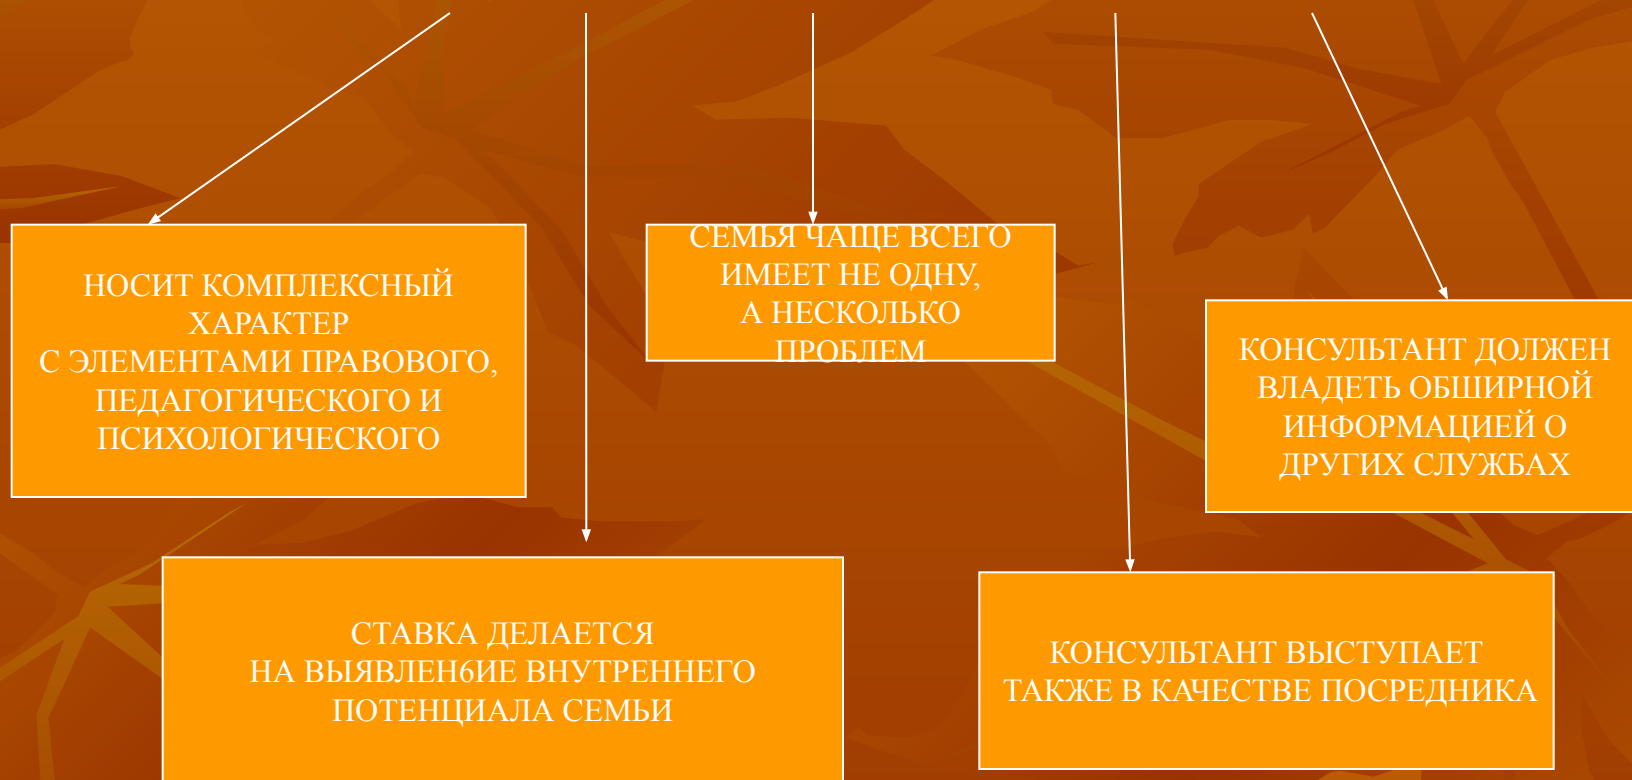 НОСИТ КОМПЛЕКСНЫЙ
ХАРАКТЕР
С ЭЛЕМЕНТАМИ ПРАВОВОГО,
ПЕДАГОГИЧЕСКОГО И
ПСИХОЛОГИЧЕСКОГО
СЕМЬЯ ЧАЩЕ ВСЕГО
ИМЕЕТ НЕ ОДНУ,
А НЕСКОЛЬКО
ПРОБЛЕМ
КОНСУЛЬТАНТ ДОЛЖЕН
ВЛАДЕТЬ ОБШИРНОЙ
ИНФОРМАЦИЕЙ О
ДРУГИХ СЛУЖБАХ
СТАВКА ДЕЛАЕТСЯ
НА ВЫЯВЛЕН6ИЕ ВНУТРЕННЕГО
ПОТЕНЦИАЛА СЕМЬИ
КОНСУЛЬТАНТ ВЫСТУПАЕТ
ТАКЖЕ В КАЧЕСТВЕ ПОСРЕДНИКА